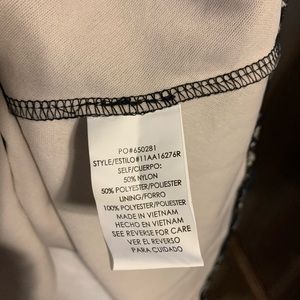 PO#650281
STYLE/ESTILO#11AA16276R
SELF/CUERPO:
50% NYLON
50% POLYESTER/POLIESTER
LINING/FORRO
100% POLYESTER/POLIESTER
MADE IN VIETNAM
HECHO EN VIETNAM
SEE REVERSE FOR CARE
VER EL REVERSO
PARA CUIDADO